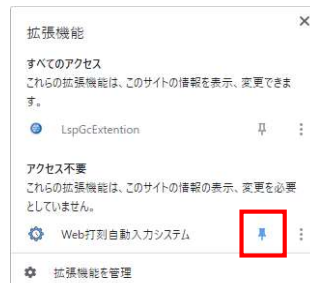 拡張機能
すべてのアクセス
これらの拡張機能は、このサイトの情報を表示、変更できま
す。
LspGcExtention
アクセス不要
これらの拡張機能は、このサイトの情報の表示、変更を必要
としていません。
Web打刻自動入力システム
拡張機能を管理